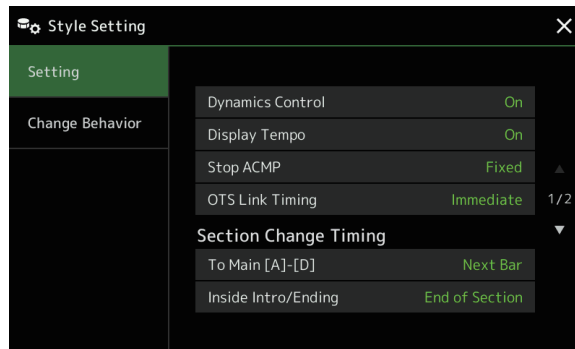 Style Setting
Setting
Change Behavior
Dynamics Control On
Display Tempo On
Stop ACMP Fixed
OTS Link Timing Immediate
1/2
Section Change Timing
To Main [A]-[D] Next Bar
Inside Intro/Ending End of Section